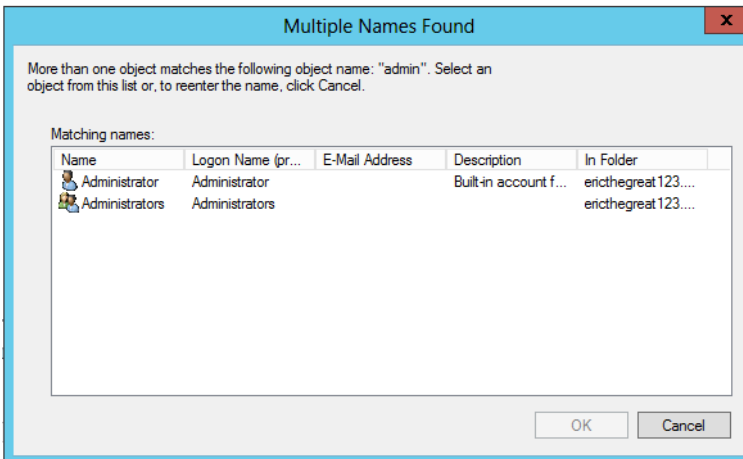 Multiple Names Found
x
More than one object matches the following object name: "admin". Select an
object from this list or, to reenter the name, click Cancel.
Matching names:
Name Logon Name (pr... E-Mail Address Description In Folder
Administrator Administrator Built-in account f... ericthegreat123....
Administrators Administrators ericthegreat123....
OK Cancel